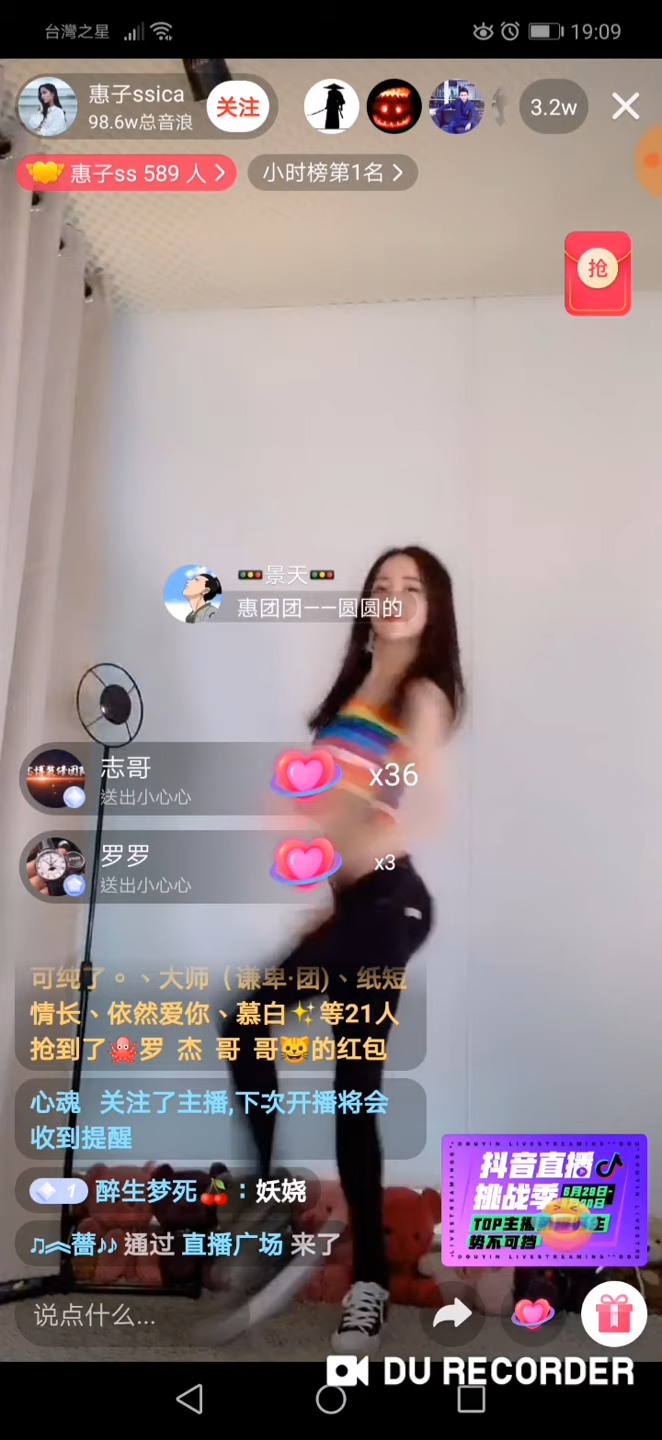 台灣之星
19:09
惠子ssica
98.6w总音浪
关注
3.2w
惠子ss 589 人 >
小时榜第1名 >
抢
景天
惠团团——圆圆的
志哥
送出小心心
x36
罗罗
送出小心心
x3
可纯了。、大师（谦卑·团)、纸短
情长、依然爱你、慕白✨等21人
抢到了🐙罗 杰 哥 哥😺的红包
心魂 关注了主播,下次开播将会
收到提醒
1 醉生梦死🍒：妖娆
通过 直播广场 来了
DOUYIN LIVESTREAMING
抖音直播
挑战季
6月28日-
TOP主播
势不可挡
说点什么...
DU RECORDER